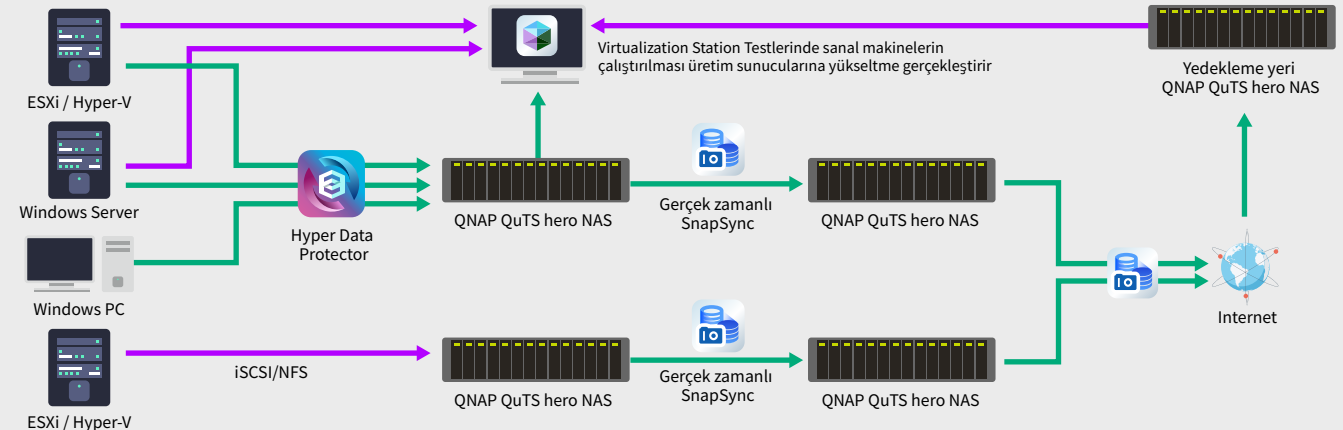 Virtualization Station Testlerinde sanal makinelerin
çalıştırılması üretim sunucularına yükseltme gerçekleştirir
Yedekleme yeri
QNAP QuTS hero NAS
ESXi / Hyper-V
Windows Server
Hyper Data
Protector
QNAP QuTS hero NAS
Gerçek zamanlı
SnapSync
QNAP QuTS hero NAS
Windows PC
Internet
iSCSI/NFS
QNAP QuTS hero NAS
Gerçek zamanlı
SnapSync
QNAP QuTS hero NAS
ESXi / Hyper-V